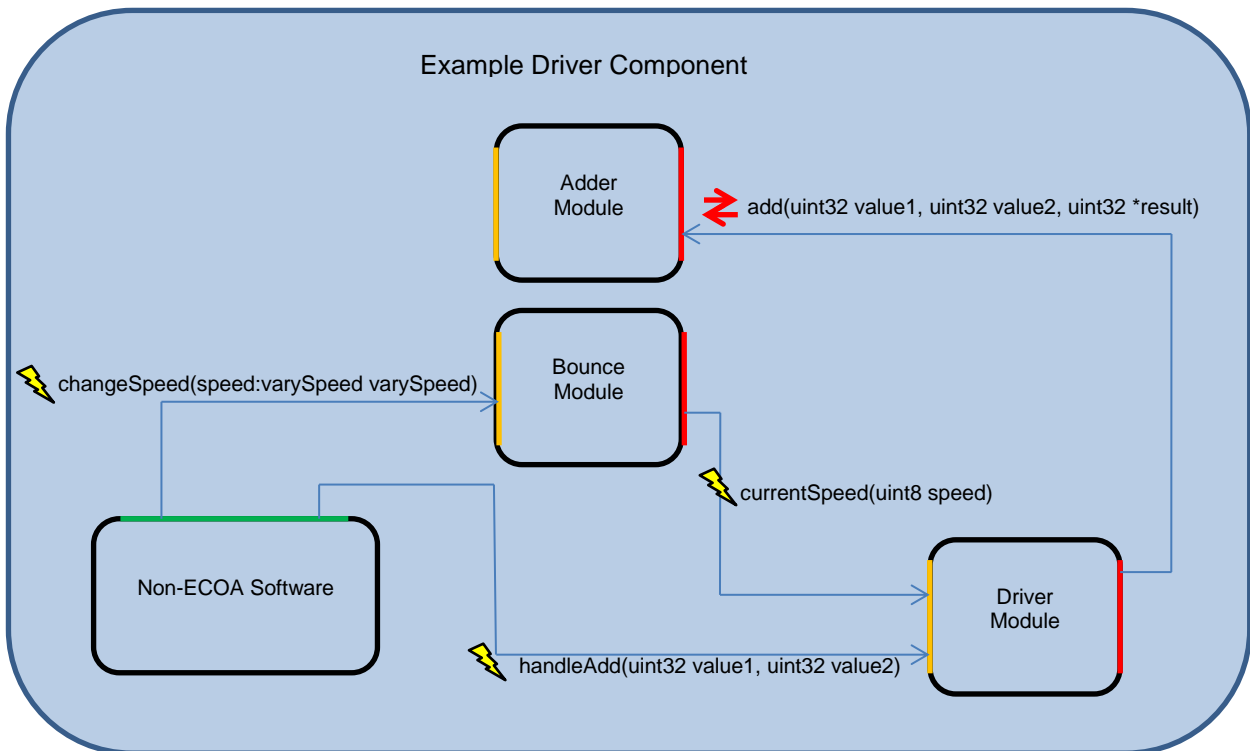 Example Driver Component
Adder
Module
add(uint32 value1, uint32 value2, uint32 *result)
Bounce
Module
changeSpeed(speed:varySpeed varySpeed)
currentSpeed(uint8 speed)
Non-ECOA Software
Driver
Module
handleAdd(uint32 value1, uint32 value2)